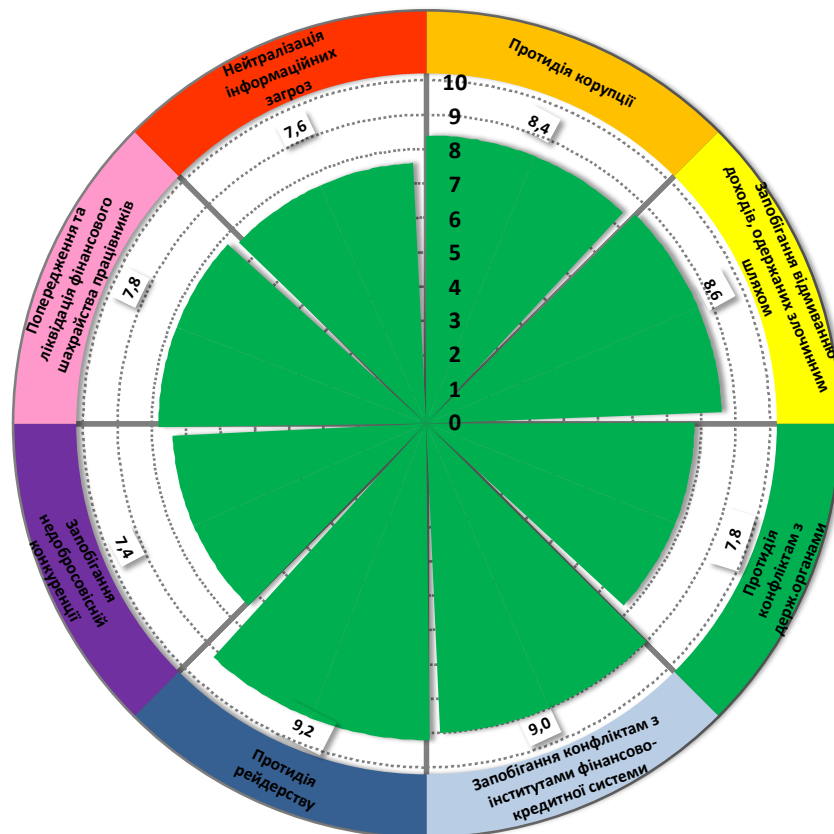 Нейтралізація
інформаційних
загроз
7,6
Протидія корупції
8,4
Запобігання відмиванню
доходів, одержаних злочинним
шляхом
8,6
Протидія
конфліктам з
держ.органами
7,8
Запобігання конфліктам з
інститутами фінансово-
кредитної системи
9,0
Протидія
рейдерству
9,2
Запобігання
недобросовісній
конкуренції
7,4
Попередження та
ліквідація фінансового
шахрайства працівників
7,8
10
9
8
7
6
5
4
3
2
1
0